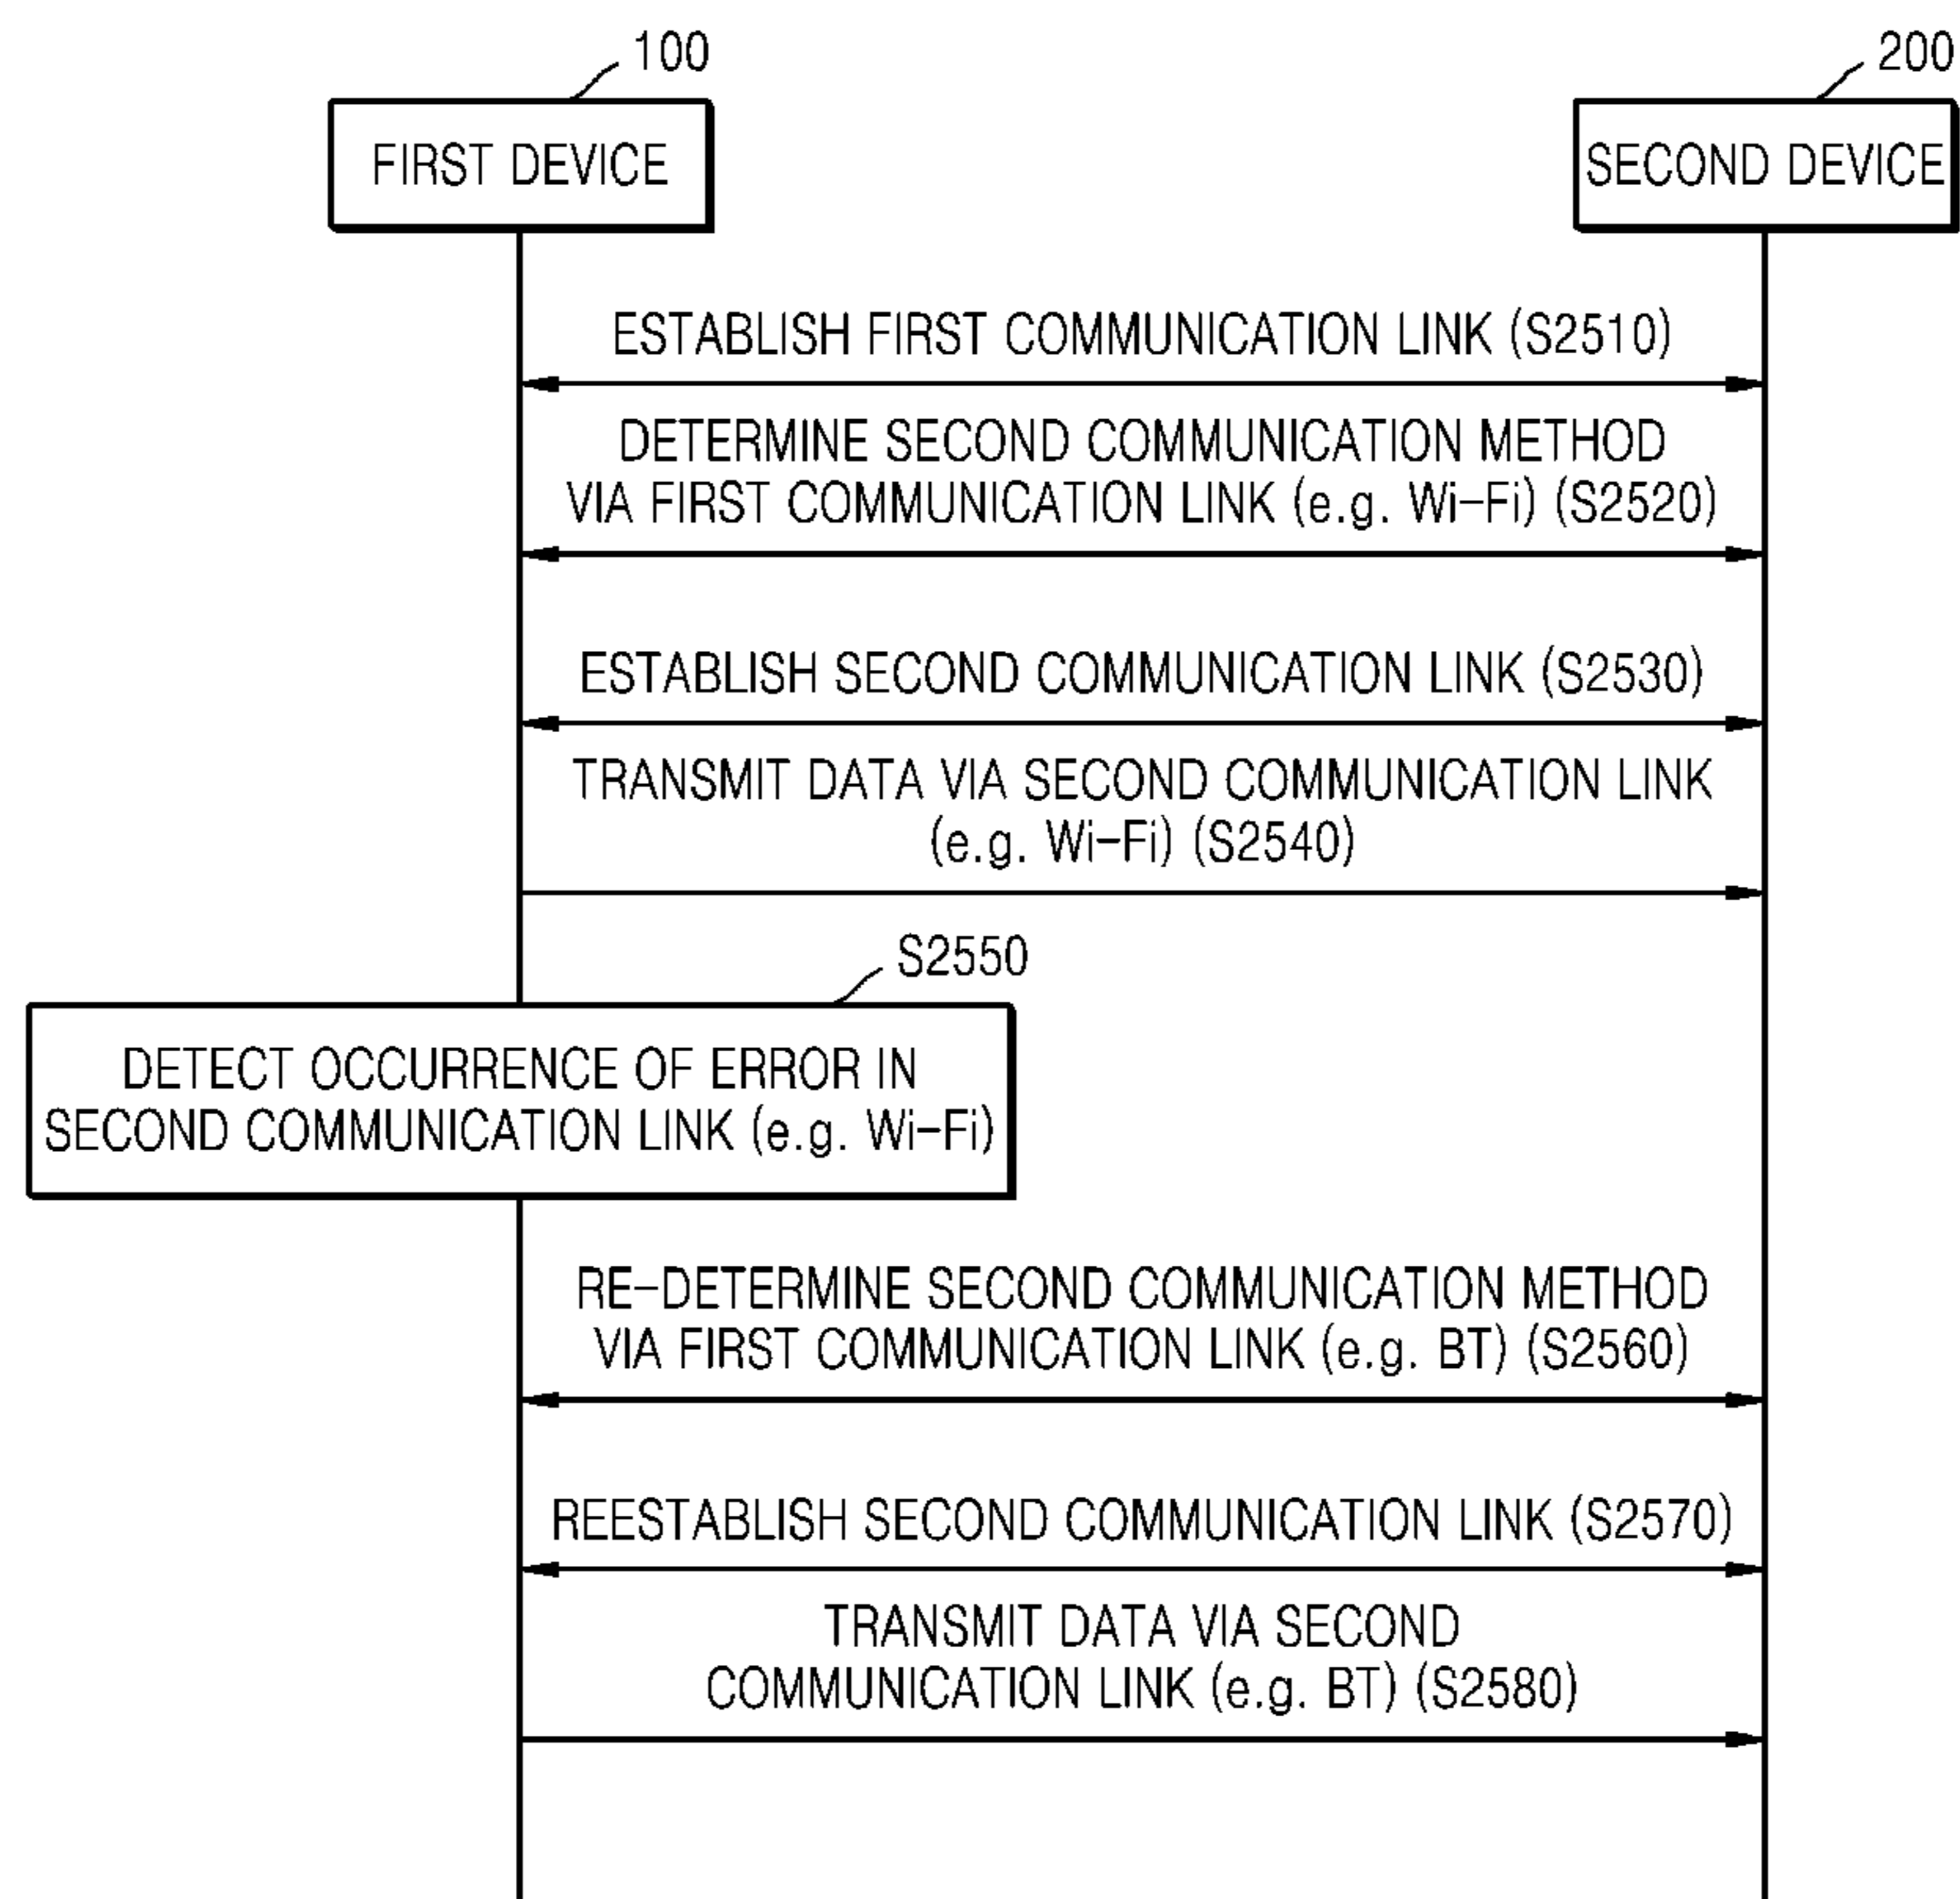 100
200
FIRST DEVICE
SECOND DEVICE
ESTABLISH FIRST COMMUNICATION LINK (S2510)
DETERMINE SECOND COMMUNICATION METHOD
VIA FIRST COMMUNICATION LINK (e.g. Wi-Fi) (S2520)
ESTABLISH SECOND COMMUNICATION LINK (S2530)
TRANSMIT DATA VIA SECOND COMMUNICATION LINK
(e.g. Wi-Fi) (S2540)
S2550
DETECT OCCURRENCE OF ERROR IN
SECOND COMMUNICATION LINK (e.g. Wi-Fi)
RE-DETERMINE SECOND COMMUNICATION METHOD
VIA FIRST COMMUNICATION LINK (e.g. BT) (S2560)
REESTABLISH SECOND COMMUNICATION LINK (S2570)
TRANSMIT DATA VIA SECOND
COMMUNICATION LINK (e.g. BT) (S2580)